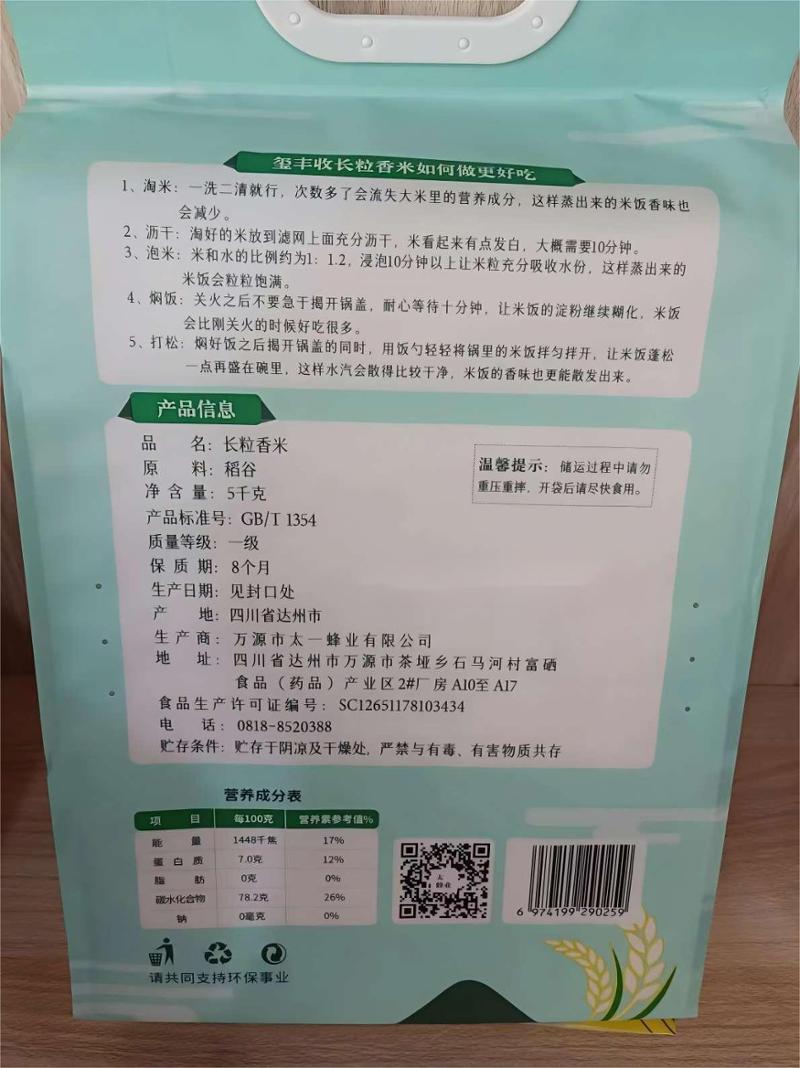 玺丰收长粒香米如何做更好吃
1、淘米：一洗二清就行，次数多了会流失大米里的营养成分，这样蒸出来的米饭香味也
会减少。
2、沥干：淘好的米放到滤网上面充分沥干，米看起来有点发白，大概需要10分钟。
3、泡米：米和水的比例约为1：1.2，浸泡10分钟以上让米粒充分吸收水份，这样蒸出来的
米饭会粒粒饱满。
4、焖饭：关火之后不要急于揭开锅盖，耐心等待十分钟，让米饭的淀粉继续糊化，米饭
会比刚关火的时候好吃很多。
5、打松：焖好饭之后揭开锅盖的同时，用饭勺轻轻将锅里的米饭拌匀拌开，让米饭蓬松
一点再盛在碗里，这样水汽会散得比较干净，米饭的香味也更能散发出来。
产品信息
品 名：长粒香米
原 料：稻谷
净含量：5千克
产品标准号：GB/T 1354
质量等级：一级
保质期：8个月
生产日期：见封口处
产 地：四川省达州市
生产商：万源市太一蜂业有限公司
地 址：四川省达州市万源市茶垭乡石马河村富硒
食品（药品）产业区2#厂房A10至A17
食品生产许可证编号：SC12651178103434
电 话：0818-8520388
贮存条件：贮存于阴凉及干燥处，严禁与有毒、有害物质共存
温馨提示：储运过程中请勿
重压重摔，开袋后请尽快食用。
营养成分表
项 目 每100克 营养素参考值%
能 量 1448千焦 17%
蛋白质 7.0克 12%
脂 肪 0克 0%
碳水化合物 78.2克 26%
钠 0毫克 0%
太一
蜂业
6 974199 290259
请共同支持环保事业